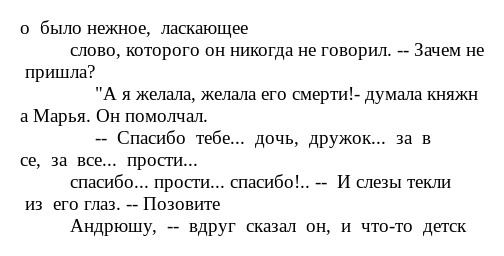 о было нежное, ласкающее
слово, которого он никогда не говорил. -- Зачем не
пришла?
"А я желала, желала его смерти!- думала княжн
а Марья. Он помолчал.
-- Спасибо тебе... дочь, дружок... за в
се, за все... прости...
спасибо... прости... спасибо!.. -- И слезы текли
из его глаз. -- Позовите
Андрюшу, -- вдруг сказал он, и что-то детск